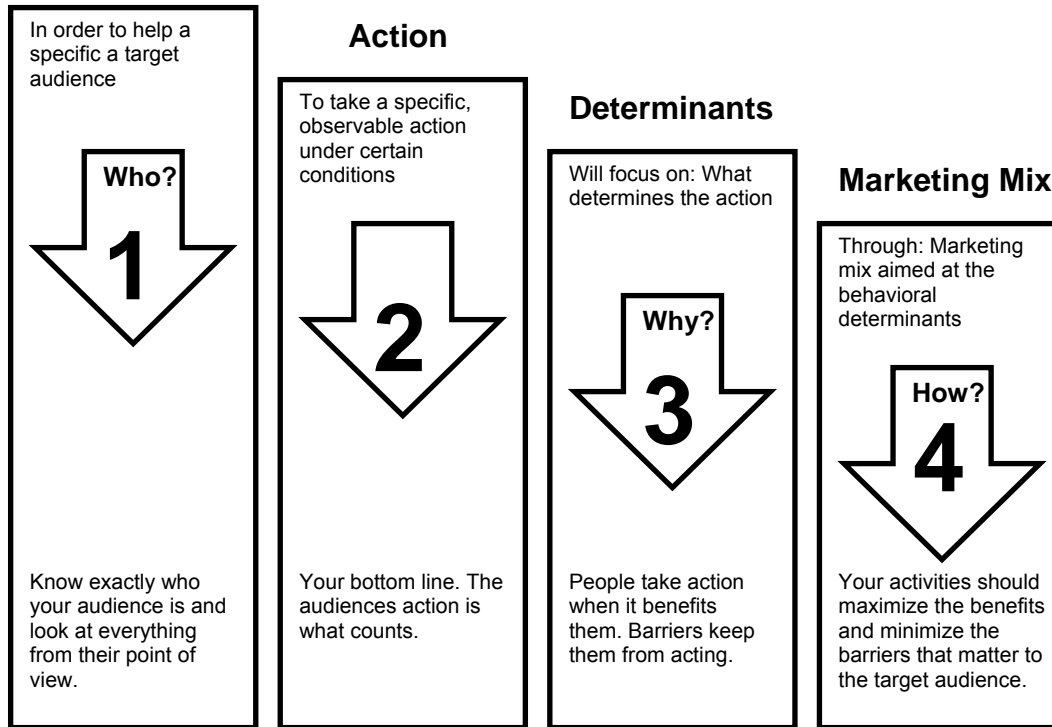 In order to help a
specific a target
audience
Who?
1
Know exactly who
your audience is and
look at everything
from their point of
view.
Action
To take a specific,
observable action
under certain
conditions
2
Your bottom line. The
audiences action is
what counts.
Determinants
Will focus on: What
determines the action
Why?
3
People take action
when it benefits
them. Barriers keep
them from acting.
Marketing Mix
Through: Marketing
mix aimed at the
behavioral
determinants
How?
4
Your activities should
maximize the benefits
and minimize the
barriers that matter to
the target audience.